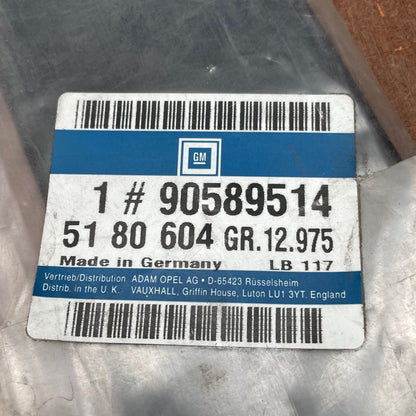 GM
1 # 90589514
51 80 604 GR.12.975
Made in Germany LB 117
Vertrieb/Distribution ADAM OPEL AG • D-65423 Rüsselsheim
Distrib. in the U. K. VAUXHALL, Griffin House, Luton LU1 3YT. England